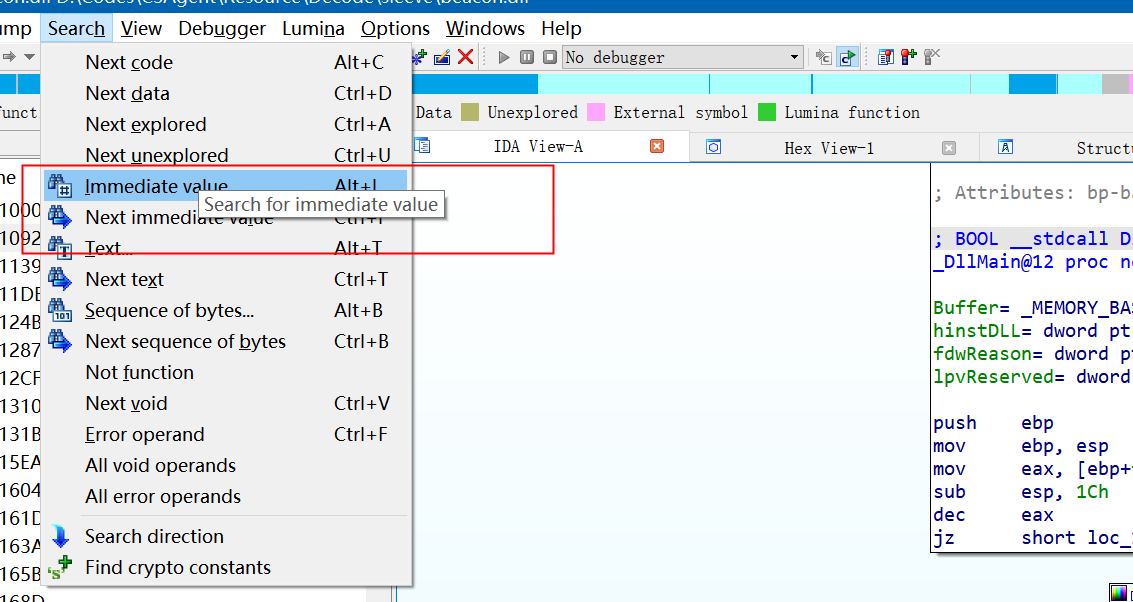 eacon.dll D:\Codes\CSAgent\Resource\Decode\sleeve\beacon.dll
ump Search View Debugger Lumina Options Windows Help
No debugger
unct Data Unexplored External symbol Lumina function
IDA View-A Hex View-1 Struct
Next code Alt+C
Next data Ctrl+D
Next explored Ctrl+A
Next unexplored Ctrl+U
Immediate value Alt+I
Search for immediate value
Next immediate value Ctrl+I
Text... Alt+T
Next text Ctrl+T
Sequence of bytes... Alt+B
Next sequence of bytes Ctrl+B
Not function
Next void Ctrl+V
Error operand Ctrl+F
All void operands
All error operands
Search direction
Find crypto constants
me
1000
1092
1139
11DE
124B
1287
12CF
1310
131B
15EA
1604
161D
163A
165B
168D
; Attributes: bp-ba
; BOOL __stdcall D
_DllMain@12 proc ne
Buffer= _MEMORY_BAS
hinstDLL= dword pt
fdwReason= dword pt
lpvReserved= dword
push ebp
mov ebp, esp
mov eax, [ebp+
sub esp, 1Ch
dec eax
jz short loc_